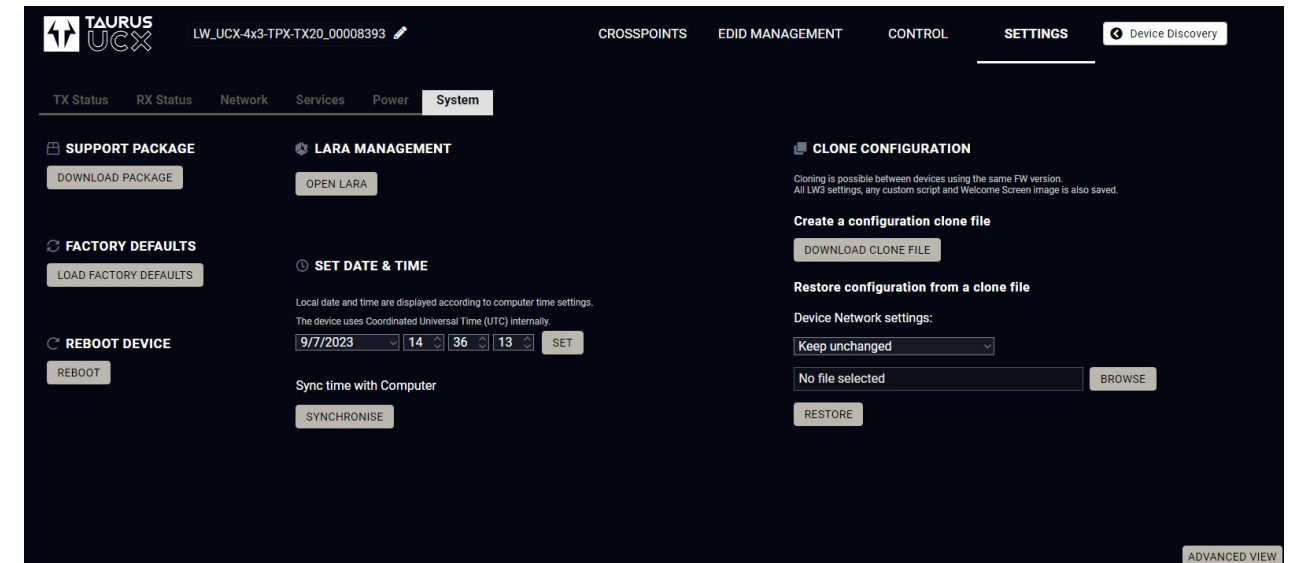 TAURUS
UCX
LW_UCX-4x3-TPX-TX20_00008393
CROSSPOINTS
EDID MANAGEMENT
CONTROL
SETTINGS
Device Discovery
TX Status
RX Status
Network
Services
Power
System
SUPPORT PACKAGE
DOWNLOAD PACKAGE
FACTORY DEFAULTS
LOAD FACTORY DEFAULTS
REBOOT DEVICE
REBOOT
LARA MANAGEMENT
OPEN LARA
SET DATE & TIME
Local date and time are displayed according to computer time settings.
The device uses Coordinated Universal Time (UTC) internally.
9/7/2023 14 36 13 SET
Sync time with Computer
SYNCHRONISE
CLONE CONFIGURATION
Cloning is possible between devices using the same FW version.
All LW3 settings, any custom script and Welcome Screen image is also saved.
Create a configuration clone file
DOWNLOAD CLONE FILE
Restore configuration from a clone file
Device Network settings:
Keep unchanged
No file selected
BROWSE
RESTORE
ADVANCED VIEW